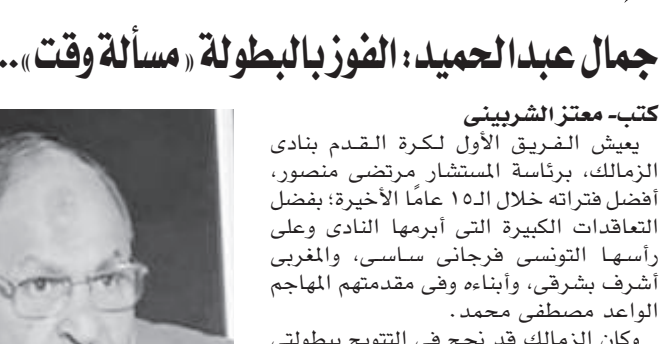 جمال عبدالحميد: الفوز بالبطولة «مسألة وقت»..
كتب- معتز الشربينى
يعيش الفريق الأول لكرة القدم بنادى
الزمالك، برئاسة المستشار مرتضى منصور،
أفضل فتراته خلال الـ١٥ عامًا الأخيرة؛ بفضل
التعاقدات الكبيرة التى أبرمها النادى وعلى
رأسها التونسى فرجانى ساسى، والمغربى
أشرف بشرقى، وأبناءه وفى مقدمتهم المهاجم
الواعد مصطفى محمد.
وكان الزمالك قد نجح فى التتويج ببطولتى